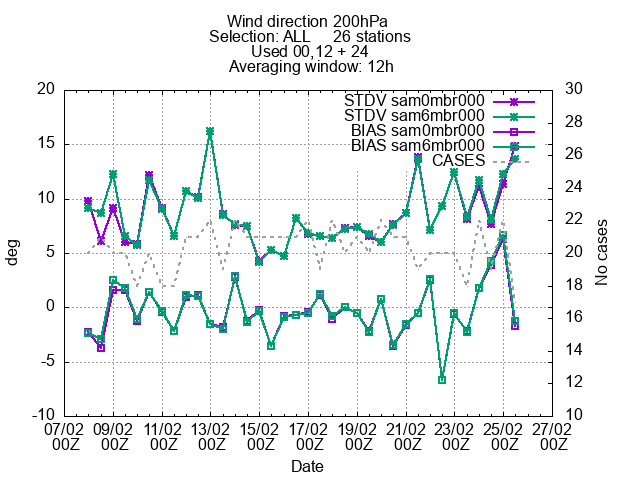 Wind direction 200hPa
Selection: ALL 26 stations
Used 00,12 + 24
Averaging window: 12h
20
15
10
5
0
-5
-10
deg
30
28
26
24
22
20
18
16
14
12
10
No cases
STDV sam0mbr000
STDV sam6mbr000
BIAS sam0mbr000
BIAS sam6mbr000
CASES
07/02 09/02 11/02 13/02 15/02 17/02 19/02 21/02 23/02 25/02 27/02
00Z 00Z 00Z 00Z 00Z 00Z 00Z 00Z 00Z 00Z 00Z
Date